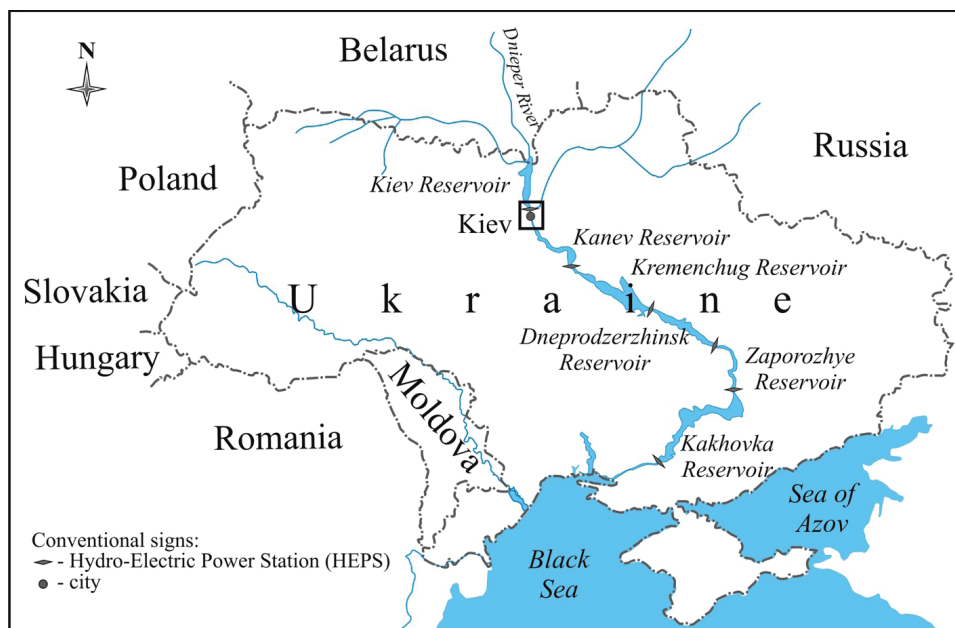 Belarus
N
Dnieper River
Russia
Poland
Kiev Reservoir
Kiev
Kanev Reservoir
Kremenchug Reservoir
Slovakia
Ukraine
Dneprodzerzhinsk
Reservoir
Hungary
Zaporozhye
Reservoir
Moldova
Romania
Kakhovka
Reservoir
Sea of
Azov
Black
Sea
Conventional signs:
- Hydro-Electric Power Station (HEPS)
- city